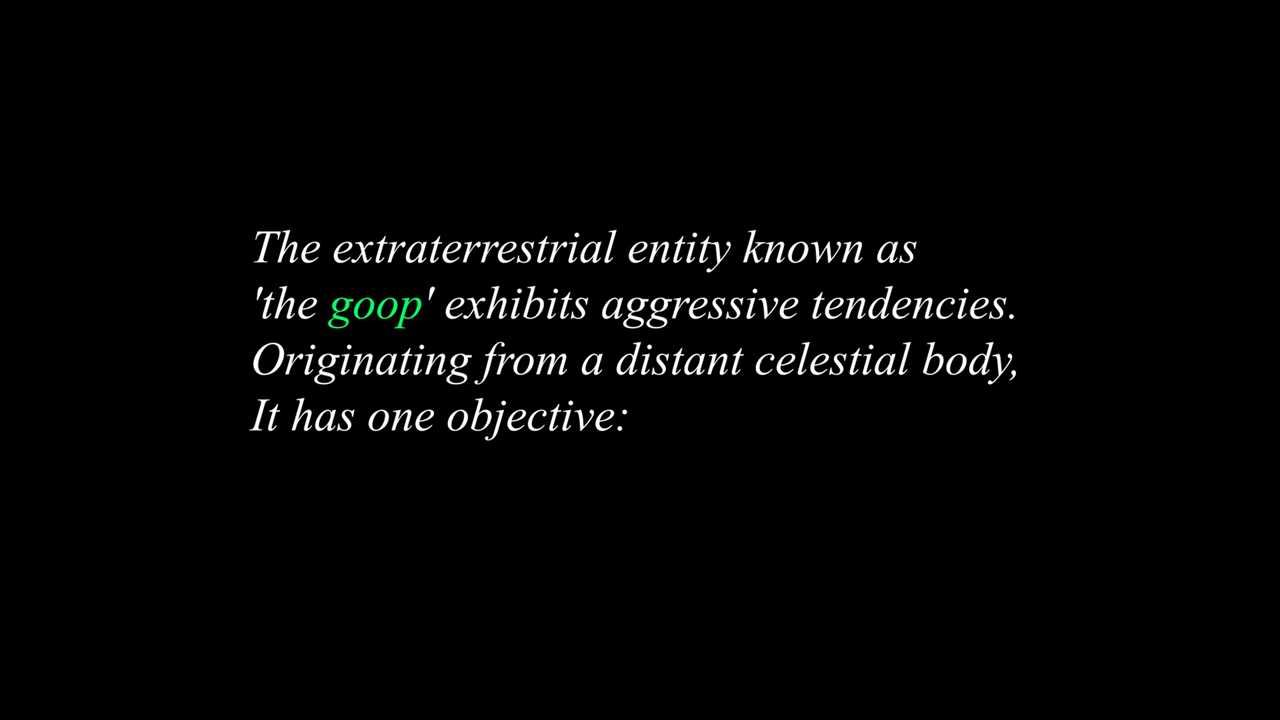 The extraterrestrial entity known as
'the goop' exhibits aggressive tendencies.
Originating from a distant celestial body,
It has one objective: